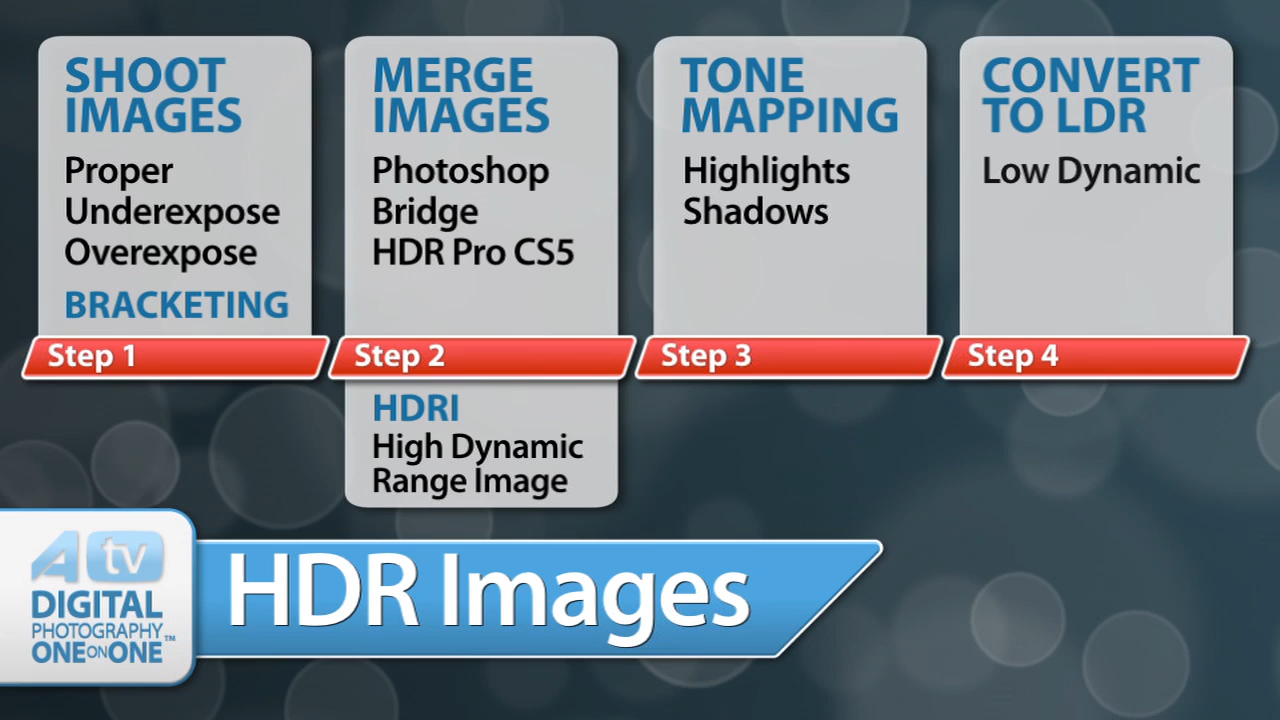 SHOOT
IMAGES
Proper
Underexpose
Overexpose
BRACKETING
Step 1
MERGE
IMAGES
Photoshop
Bridge
HDR Pro CS5
Step 2
HDRI
High Dynamic
Range Image
TONE
MAPPING
Highlights
Shadows
Step 3
CONVERT
TO LDR
Low Dynamic
Step 4
Atv
DIGITAL
PHOTOGRAPHY™
ONE ON ONE
HDR Images